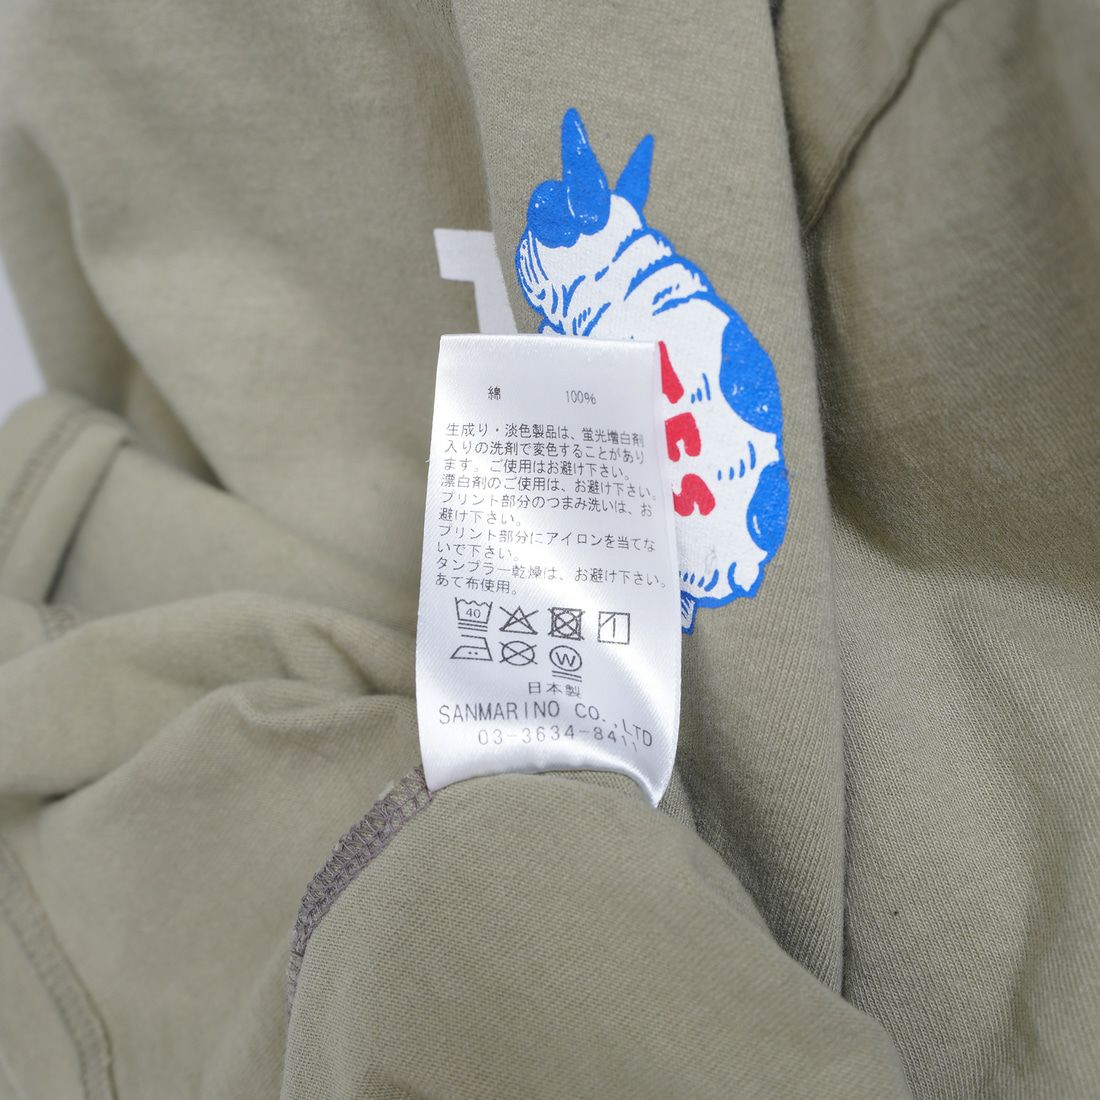 綿 100%
生成り・淡色製品は、蛍光増白剤
入りの洗剤で変色することがあり
ます。ご使用はお避け下さい。
漂白剤のご使用は、お避け下さい。
プリント部分のつまみ洗いは、お
避け下さい。
プリント部分にアイロンを当てな
いで下さい。
タンブラー乾燥は、お避け下さい。
あて布使用。
40
W
日本製
SANMARINO CO.,LTD
03-3634-8411